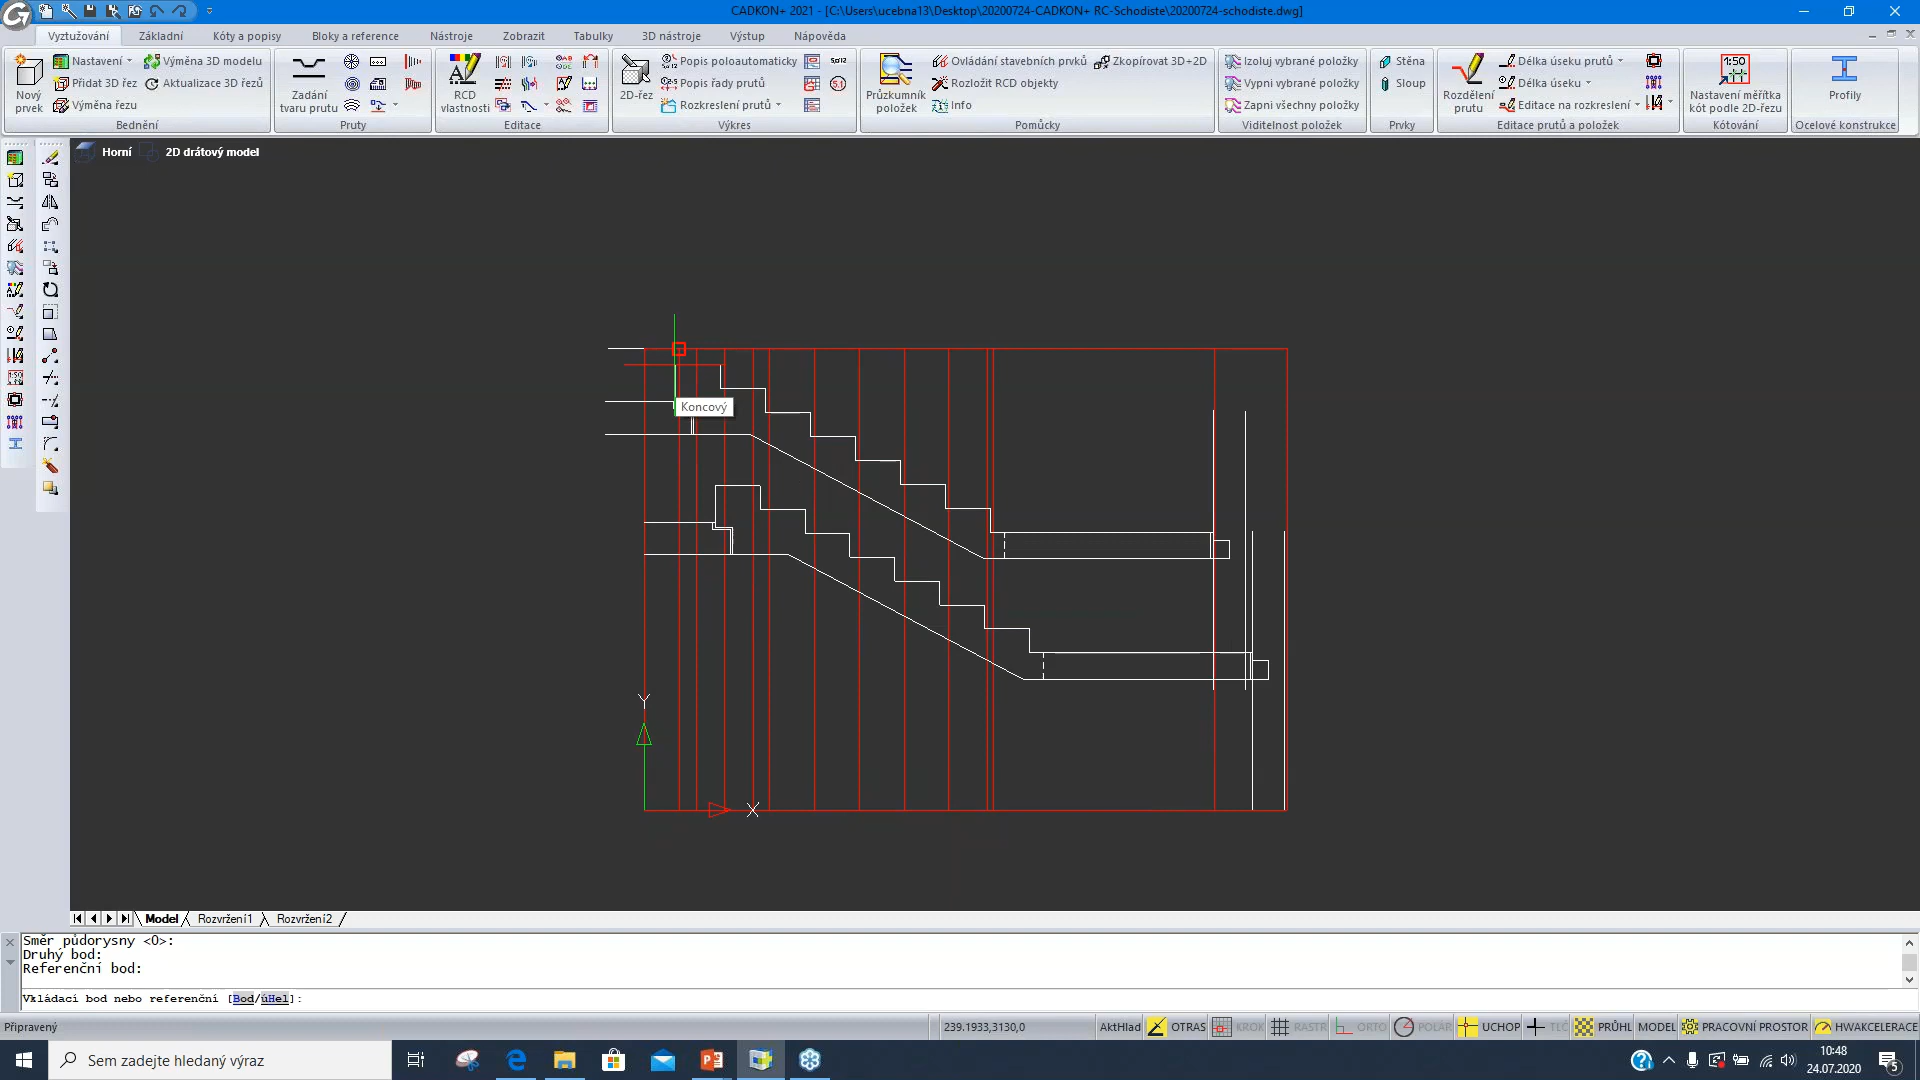 CADKON+ 2021 - [C:\Users\ucebna13\Desktop\20200724-CADKON+ RC-Schodiste\20200724-schodiste.dwg]
Vyztužování
Základní
Kóty a popisy
Bloky a reference
Nástroje
Zobrazit
Tabulky
3D nástroje
Výstup
Nápověda
Nový prvek
Nastavení
Přidat 3D řez
Výměna řezu
Výměna 3D modelu
Aktualizace 3D řezů
Bednění
Zadání tvaru prutu
Pruty
RCD vlastnosti
Editace
2D-řez
Popis poloautomaticky
Popis řady prutů
Rozkreslení prutů
Výkres
Průzkumník položek
Ovládání stavebních prvků
Rozložit RCD objekty
Info
Zkopírovat 3D+2D
Pomůcky
Izoluj vybrané položky
Vypni vybrané položky
Zapni všechny položky
Viditelnost položek
Stěna
Sloup
Prvky
Rozdělení prutu
Délka úseku prutů
Délka úseku
Editace na rozkreslení
Editace prutů a položek
1:50
Nastavení měřítka kót podle 2D-řezu
Kótování
Profily
Ocelové konstrukce
Horní
2D drátový model
Koncový
Y
X
Model
Rozvržení1
Rozvržení2
Směr půdorysny <0>:
Druhý bod:
Referenční bod:
Vkládací bod nebo referenční [Bod/úHel]:
Připravený
239.1933,3130,0
AktHlad
OTRAS
KROK
RASTR
ORTO
POLÁR
UCHOP
TLČ
PRŮHL
MODEL
PRACOVNÍ PROSTOR
HWAKCELERACE
Sem zadejte hledaný výraz
10:48
24.07.2020
5